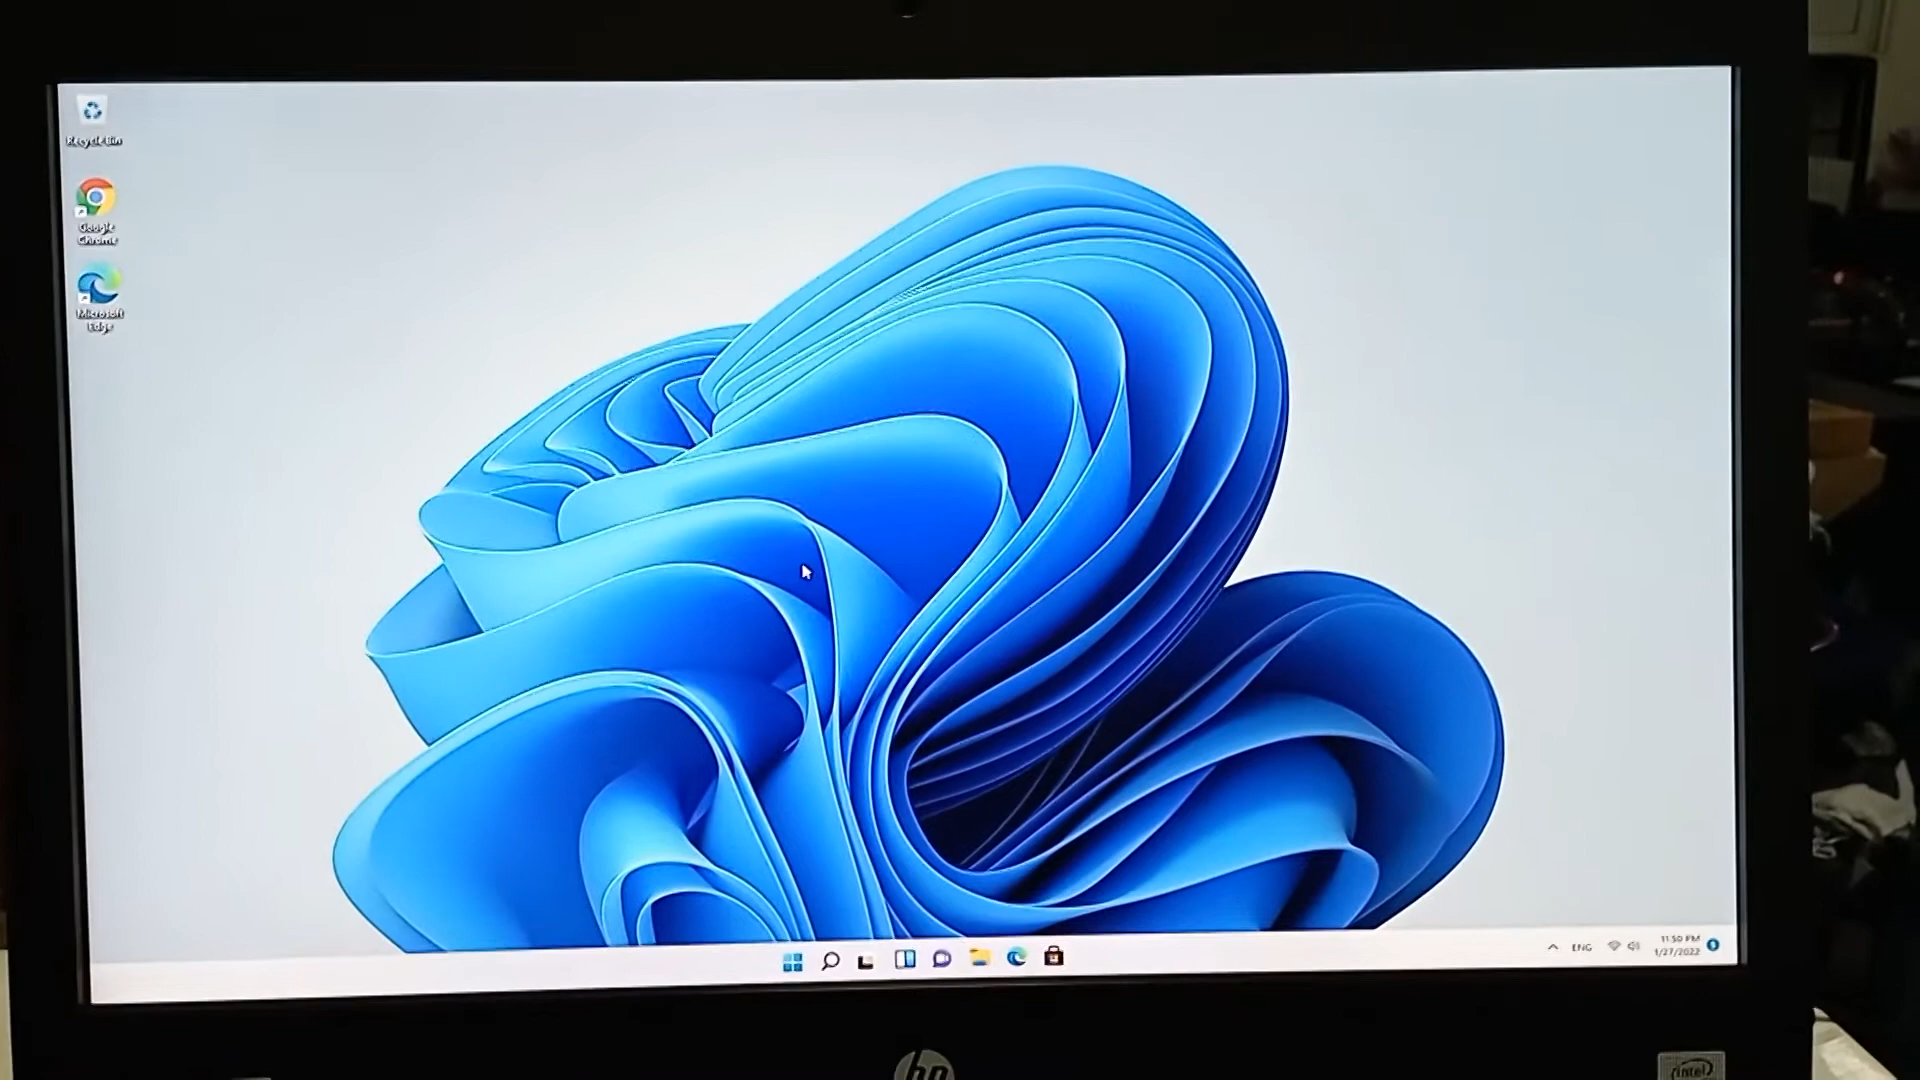 Recycle Bin
Google
Chrome
Microsoft
Edge
ENG
11:50 PM
1/27/2022
hp
intel